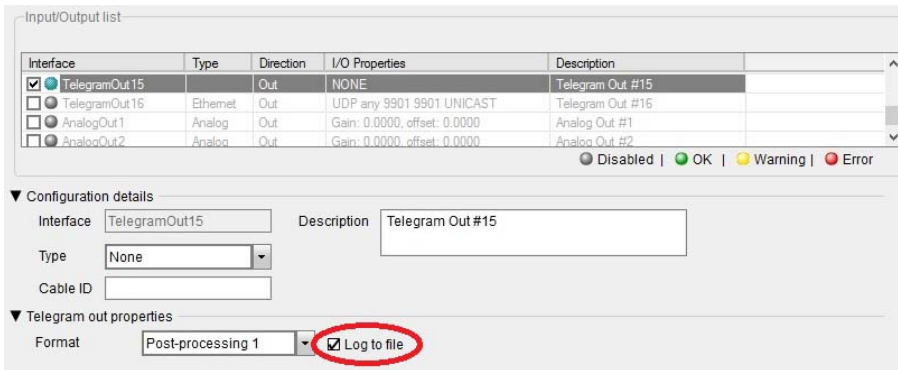 Input/Output list
Interface Type Direction I/O Properties Description
TelegramOut15 Out NONE Telegram Out #15
TelegramOut16 Ethernet Out UDP any 9901 9901 UNICAST Telegram Out #16
AnalogOut1 Analog Out Gain: 0.0000, offset: 0.0000 Analog Out #1
AnalogOut2 Analog Out Gain: 0.0000, offset: 0.0000 Analog Out #2
Disabled | OK | Warning | Error
Configuration details
Interface TelegramOut15 Description Telegram Out #15
Type None
Cable ID
Telegram out properties
Format Post-processing 1 Log to file